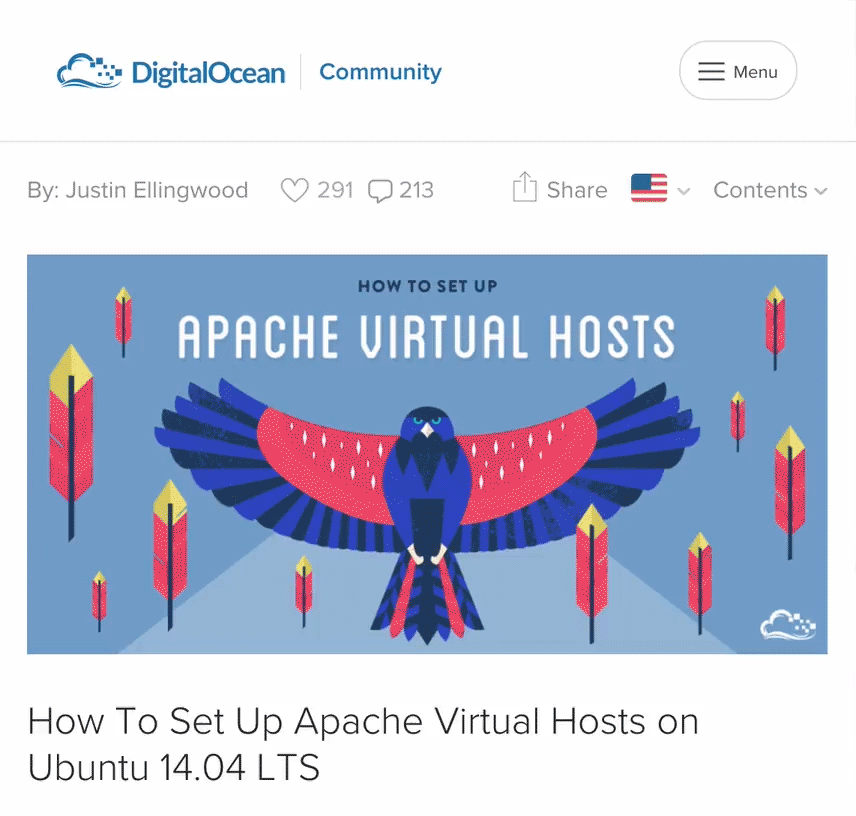 DigitalOcean Community Menu
By: Justin Ellingwood 291 213 Share Contents
HOW TO SET UP
APACHE VIRTUAL HOSTS
How To Set Up Apache Virtual Hosts on
Ubuntu 14.04 LTS